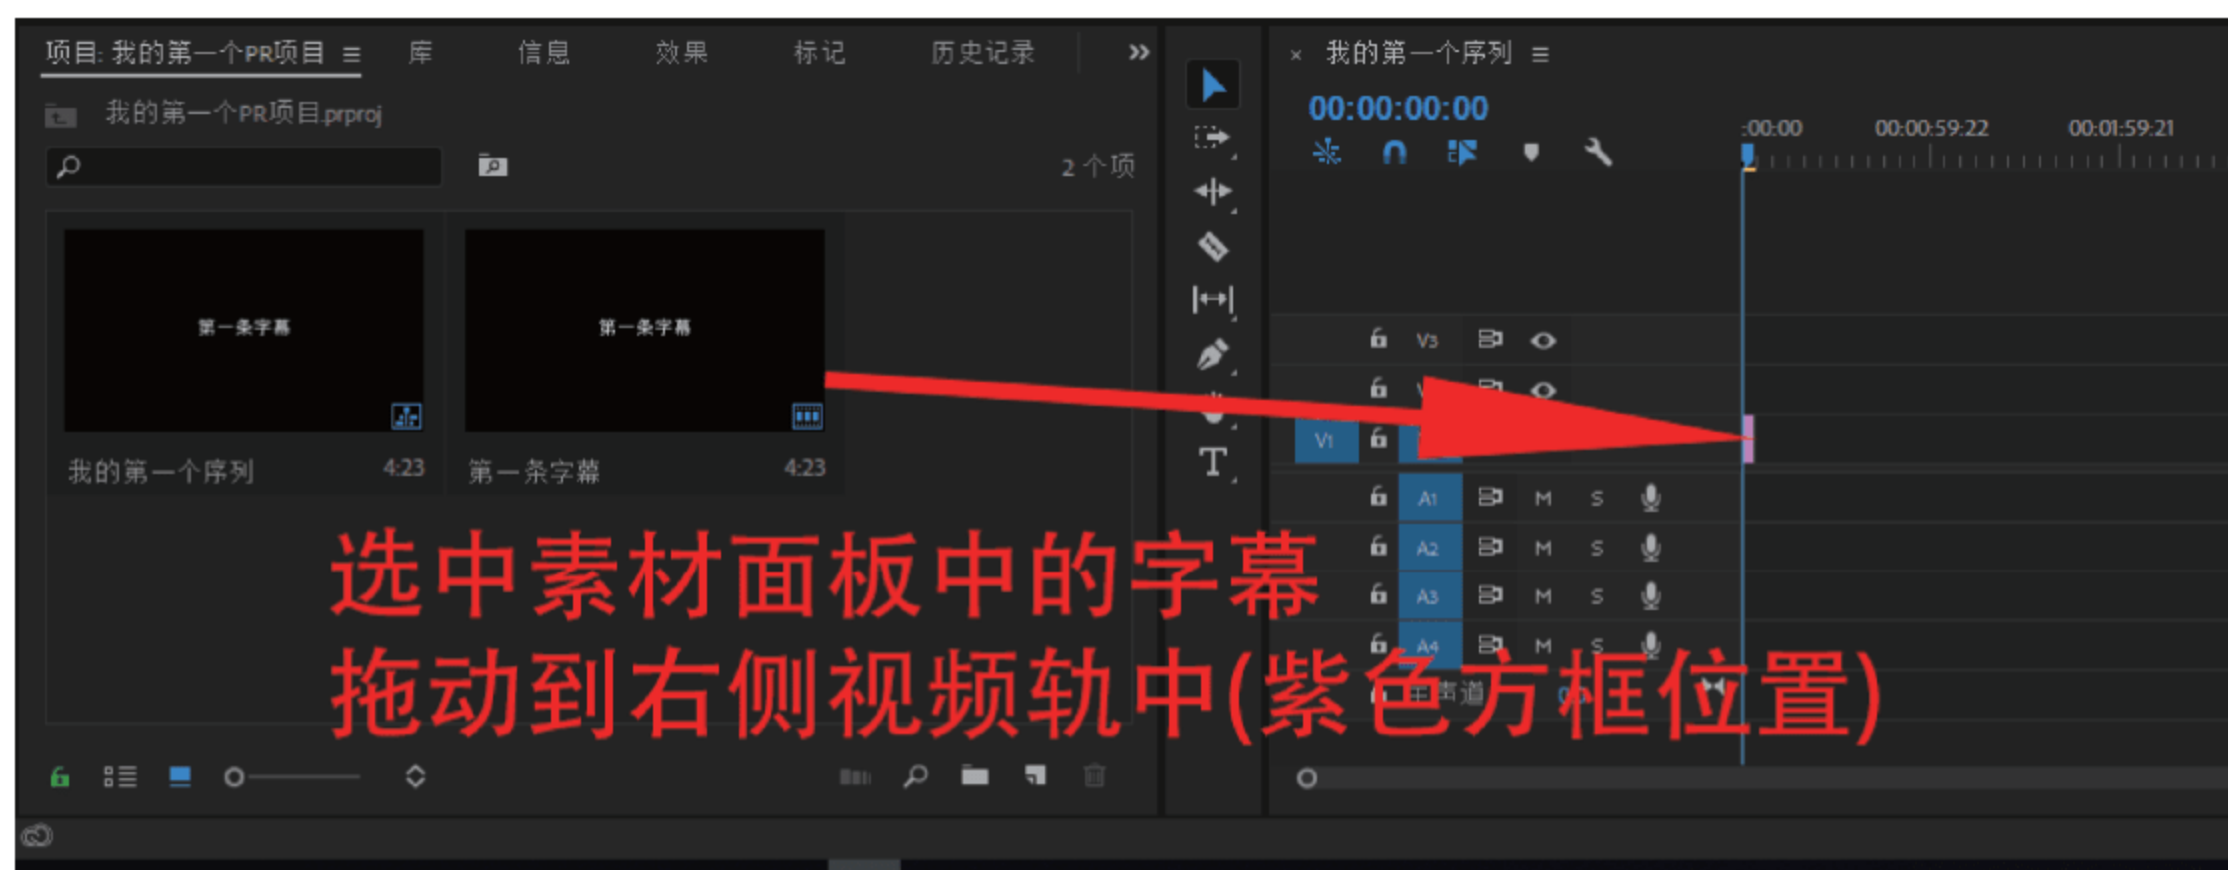 项目: 我的第一个PR项目
库
信息
效果
标记
历史记录
我的第一个PR项目.prproj
2 个项
第一条字幕
我的第一个序列
4:23
第一条字幕
第一条字幕
4:23
× 我的第一个序列
00:00:00:00
:00:00
00:00:59:22
00:01:59:21
V3
V1
A1 M S
A2 M S
A3 M S
A4 M S
选中素材面板中的字幕
拖动到右侧视频轨中(紫色方框位置)